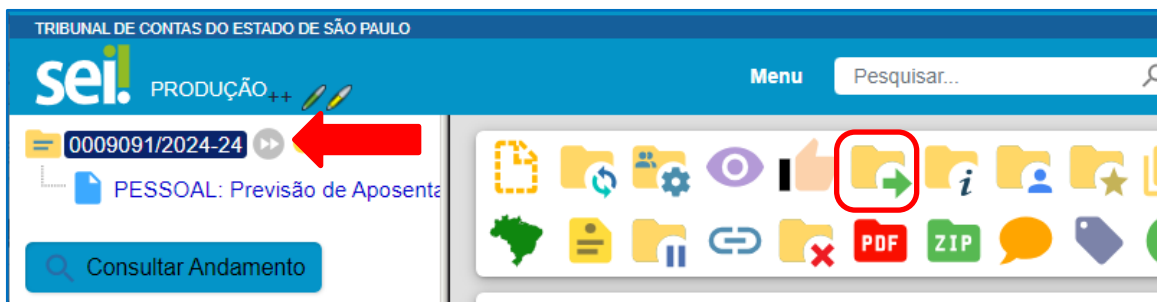 TRIBUNAL DE CONTAS DO ESTADO DE SÃO PAULO
sei! PRODUÇÃO++
Menu
Pesquisar...
0009091/2024-24
PESSOAL: Previsão de Aposenta
Consultar Andamento
i
PDF
ZIP